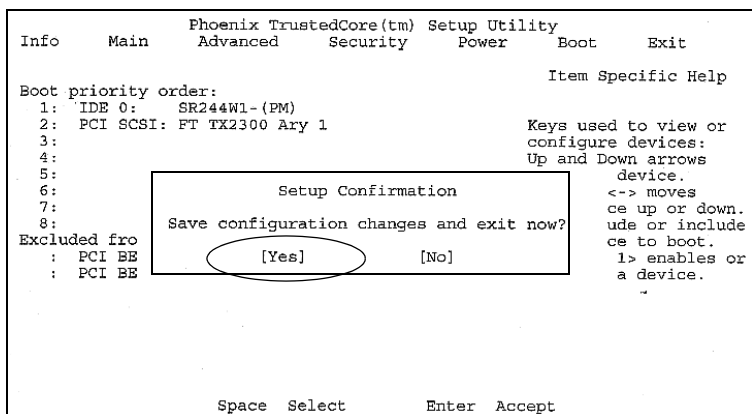 Phoenix TrustedCore(tm) Setup Utility
Info Main Advanced Security Power Boot Exit
Item Specific Help
Boot priority order:
1: IDE 0: SR244W1-(PM)
2: PCI SCSI: FT TX2300 Ary 1 Keys used to view or
3: configure devices:
4: Up and Down arrows
5: device.
6: Setup Confirmation <-> moves
7: ce up or down.
8: Save configuration changes and exit now? ude or include
Excluded fro ce to boot.
: PCI BE [Yes] [No] 1> enables or
: PCI BE a device.
Space Select Enter Accept